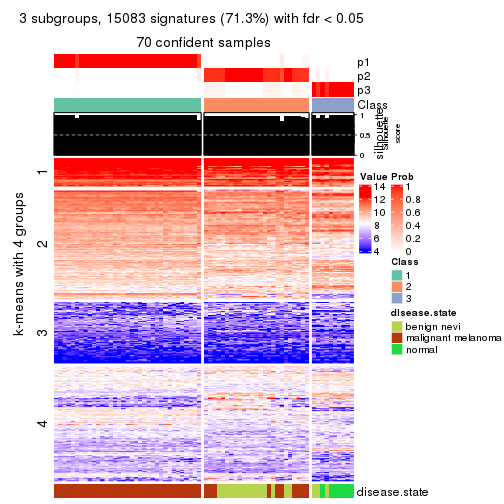 3 subgroups, 15083 signatures (71.3%) with fdr < 0.05
70 confident samples
p1
p2
p3
Class
1
0.5
0
silhouette
Silhouette
score
k-means with 4 groups
1
2
3
4
Value
14
12
10
8
6
4
Prob
1
0.8
0.6
0.4
0.2
0
Class
1
2
3
disease.state
benign nevi
malignant melanoma
normal
disease.state